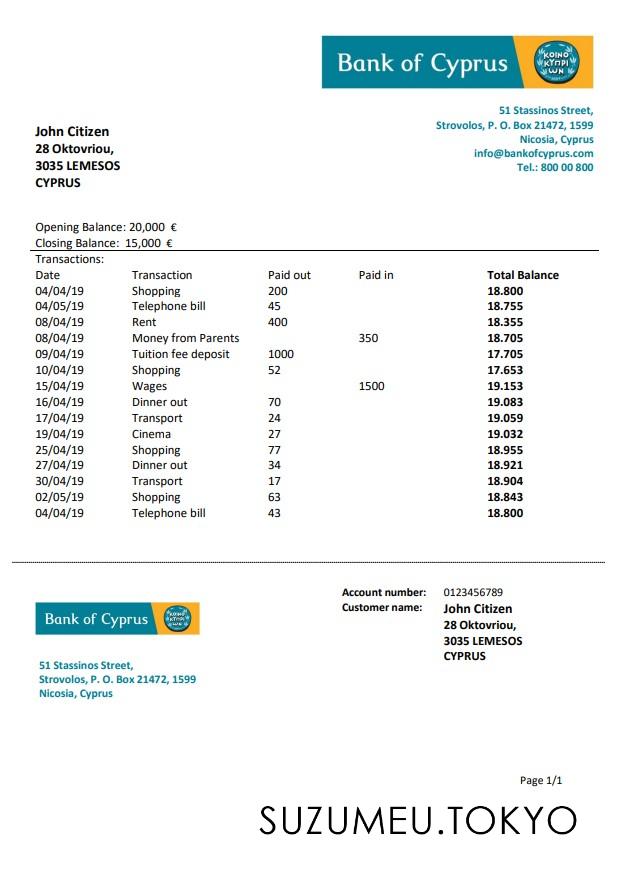 Bank of Cyprus
ΚΟΙΝΟ
ΚΥΠΡΙ
ΩΝ
51 Stassinos Street,
Strovolos, P. O. Box 21472, 1599
Nicosia, Cyprus
info@bankofcyprus.com
Tel.: 800 00 800
John Citizen
28 Oktovriou,
3035 LEMESOS
CYPRUS
Opening Balance: 20,000 €
Closing Balance: 15,000 €
Transactions:
Date Transaction Paid out Paid in Total Balance
04/04/19 Shopping 200 18.800
04/05/19 Telephone bill 45 18.755
08/04/19 Rent 400 18.355
08/04/19 Money from Parents 350 18.705
09/04/19 Tuition fee deposit 1000 17.705
10/04/19 Shopping 52 17.653
15/04/19 Wages 1500 19.153
16/04/19 Dinner out 70 19.083
17/04/19 Transport 24 19.059
19/04/19 Cinema 27 19.032
25/04/19 Shopping 77 18.955
27/04/19 Dinner out 34 18.921
30/04/19 Transport 17 18.904
02/05/19 Shopping 63 18.843
04/04/19 Telephone bill 43 18.800
Bank of Cyprus
ΚΟΙΝΟ
ΚΥΠΡΙ
ΩΝ
51 Stassinos Street,
Strovolos, P. O. Box 21472, 1599
Nicosia, Cyprus
Account number: 0123456789
Customer name: John Citizen
28 Oktovriou,
3035 LEMESOS
CYPRUS
Page 1/1
SUZUMEU.TOKYO